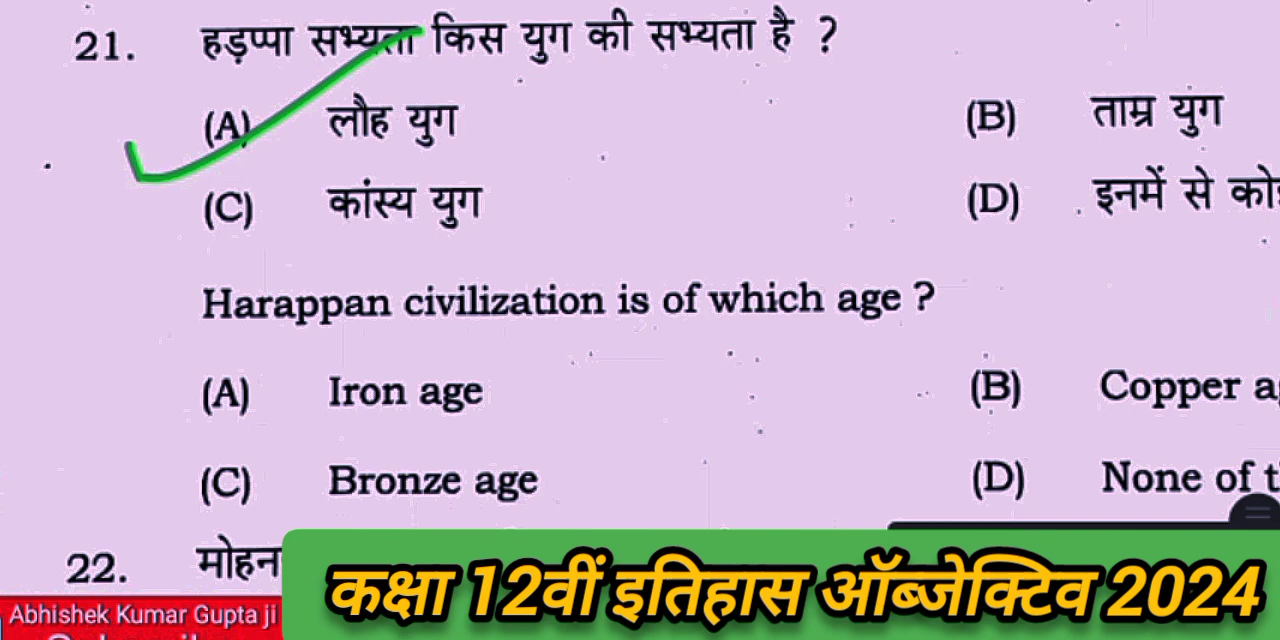 21. हड़प्पा सभ्यता किस युग की सभ्यता है ?
(A) लौह युग (B) ताम्र युग
(C) कांस्य युग (D) इनमें से
Harappan civilization is of which age ?
(A) Iron age (B) Copper
(C) Bronze age (D) None of
22. मोहन
कक्षा 12वीं इतिहास ऑब्जेक्टिव 2024
Abhishek Kumar Gupta ji